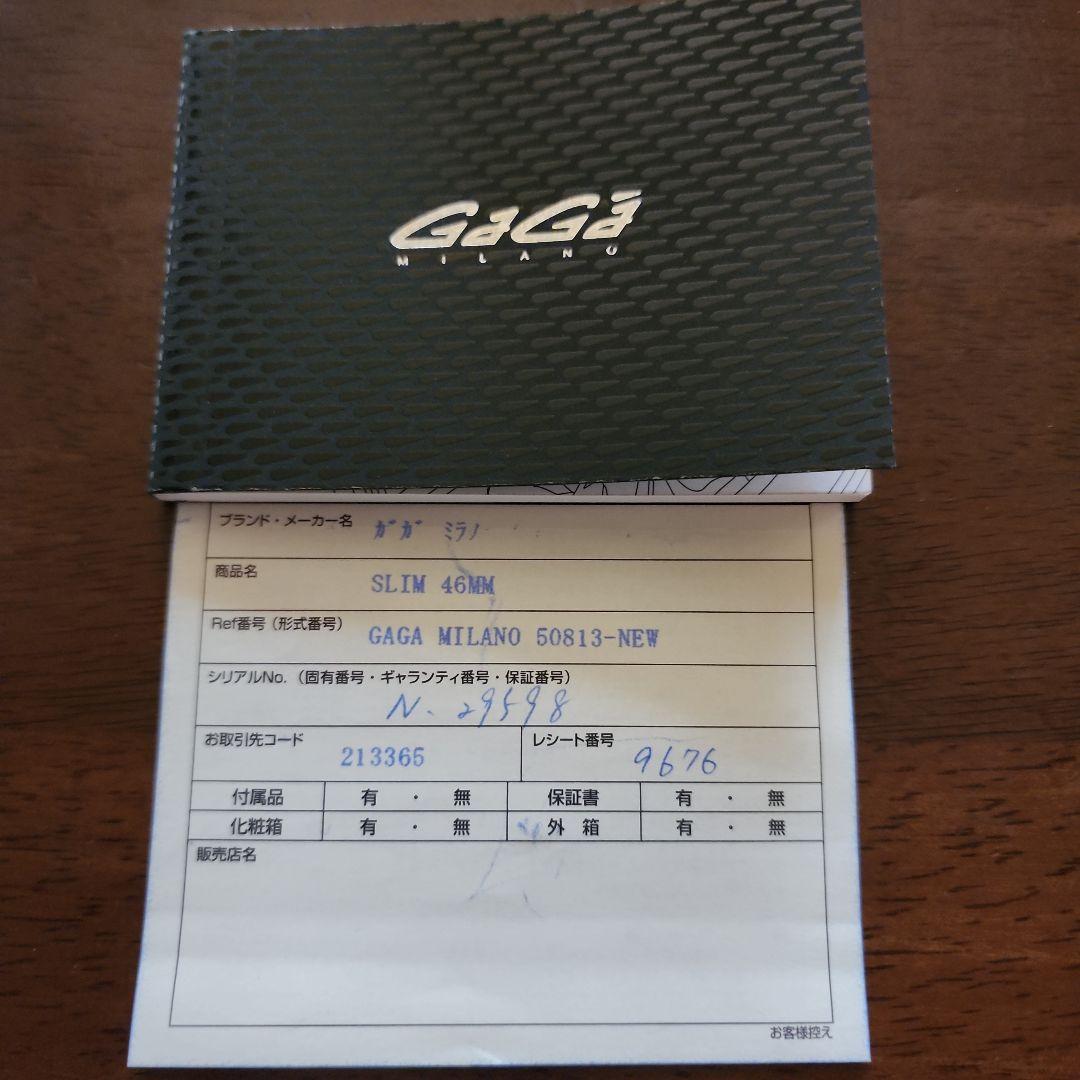 GaGà
MILANO
ブランド・メーカー名 ガガ ミラノ
商品名 SLIM 46MM
Ref番号（形式番号） GAGA MILANO 50813-NEW
シリアルNo.（固有番号・ギャランティ番号・保証番号）
N. 29598
お取引先コード 213365 レシート番号 9676
付属品 有 ・ 無 保証書 有 ・ 無
化粧箱 有 ・ 無 外 箱 有 ・ 無
販売店名
お客様控え